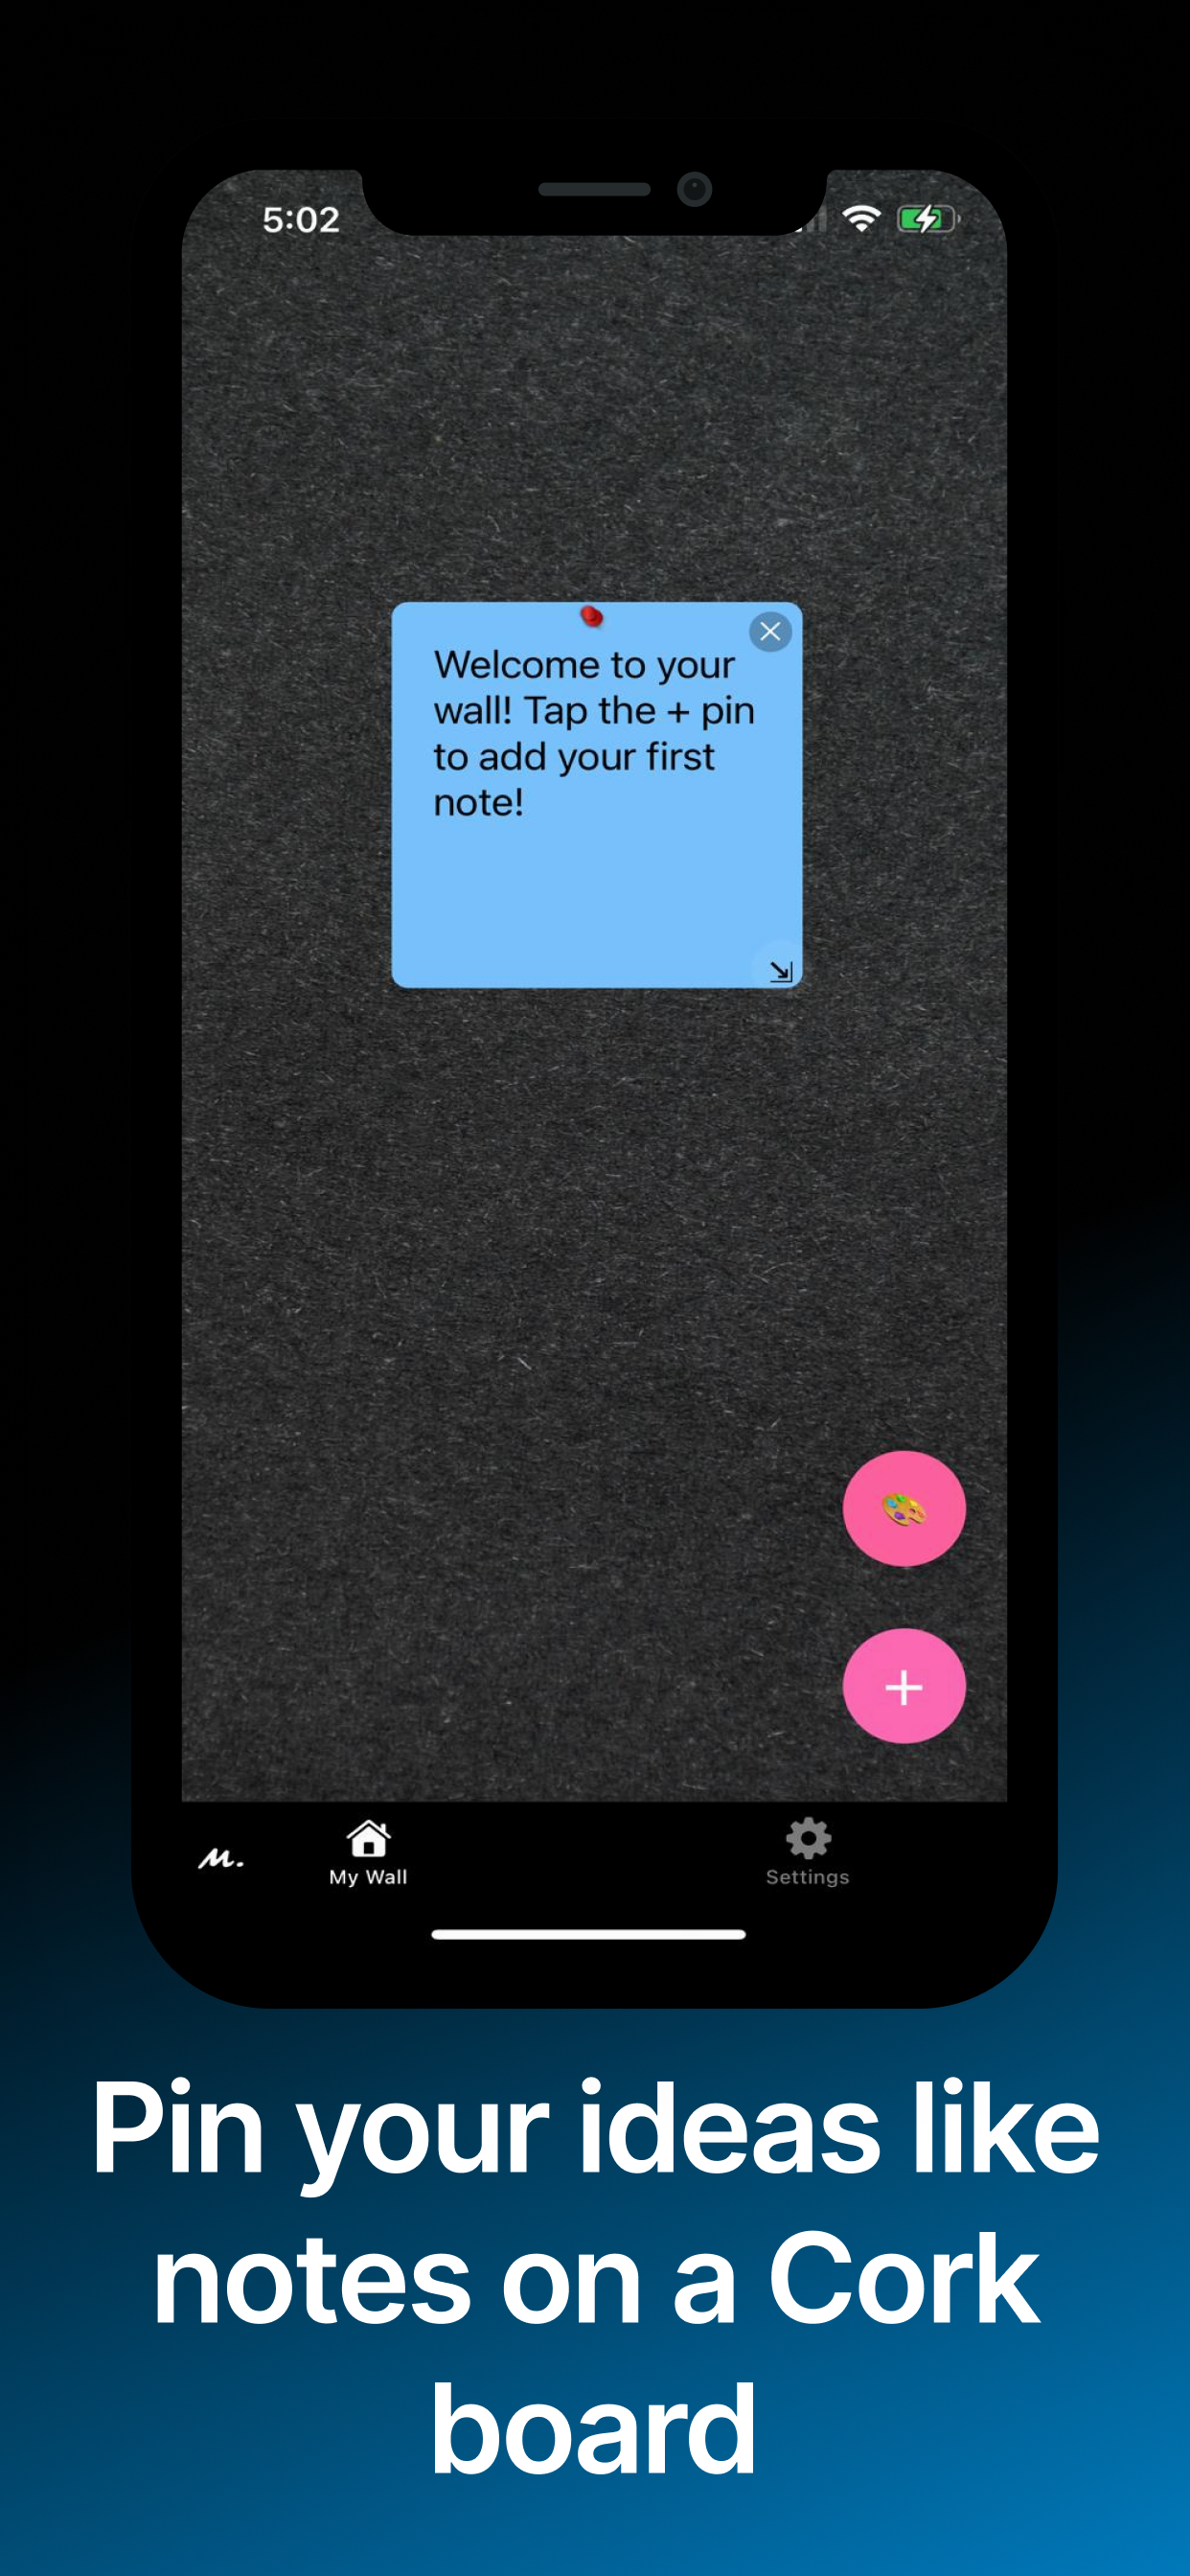 5:02
Welcome to your
wall! Tap the + pin
to add your first
note!
+
M.
My Wall
Settings
Pin your ideas like
notes on a Cork
board